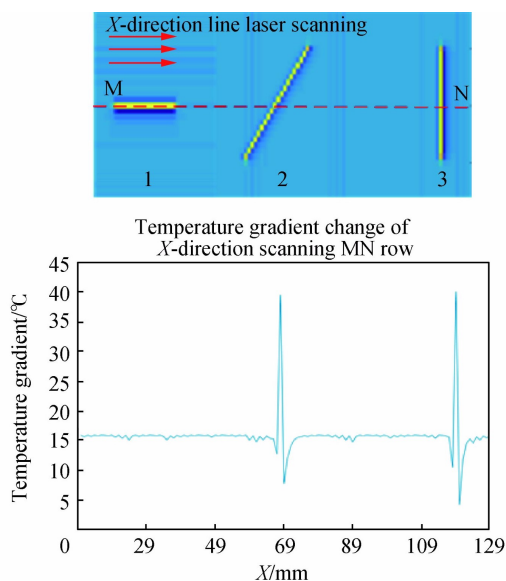 X-direction line laser scanning
M
N
1 2 3
Temperature gradient change of
X-direction scanning MN row
Temperature gradient/℃
45
40
35
30
25
20
15
10
5
0 29 49 69 89 109 129
X/mm